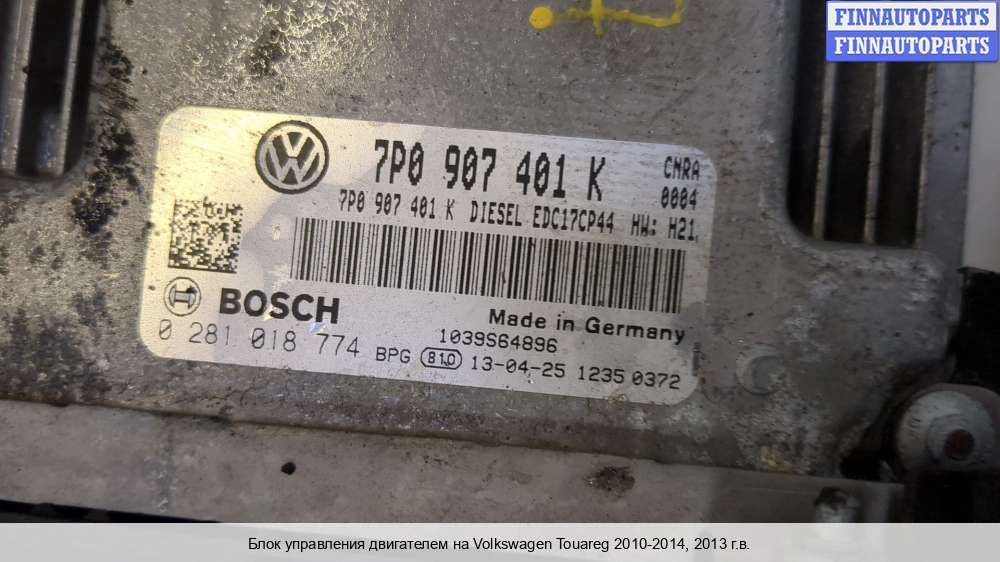 FINNAUTOPARTS
FINNAUTOPARTS
7P0 907 401 K
CNRA
0004
7P0 907 401 K DIESEL EDC17CP44 HW: H21
BOSCH
Made in Germany
0 281 018 774
1039S64896
BPG 81.0 13-04-25 1235 0372
Блок управления двигателем на Volkswagen Touareg 2010-2014, 2013 г.в.